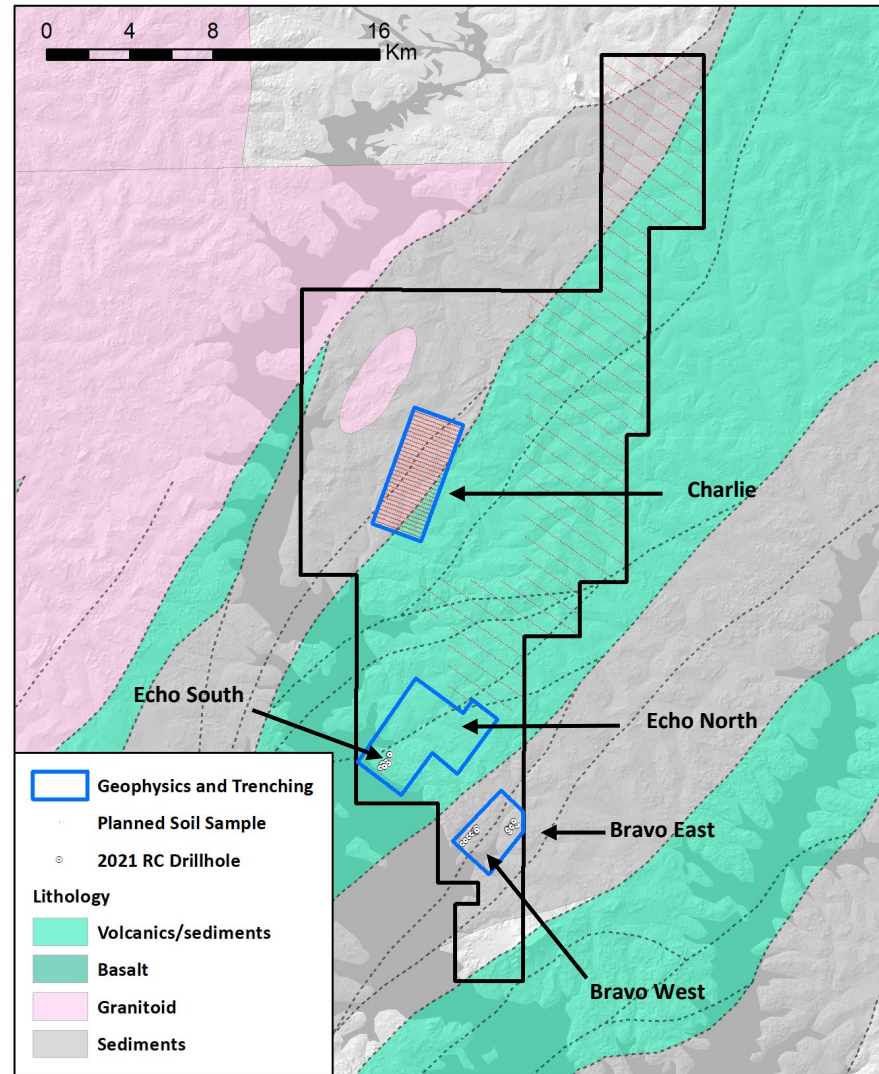 0 8 16
Km
Charlie
Echo South
Echo North
Bravo East
Bravo West
Geophysics and Trenching
Planned Soil Sample
2021 RC Drillhole
Lithology
Volcanics/sediments
Basalt
Granitoid
Sediments